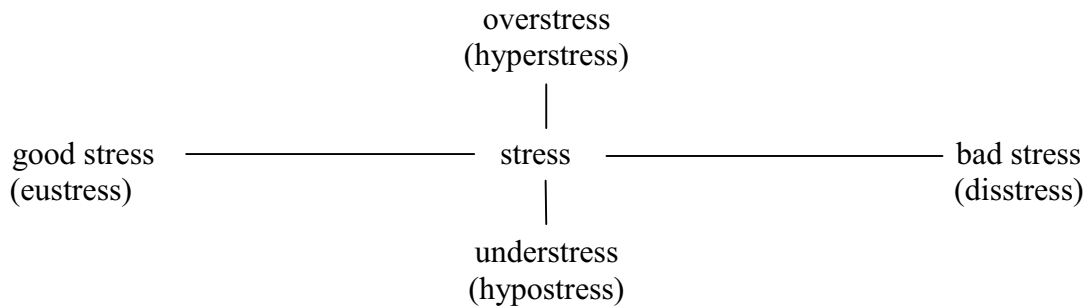 overstress
(hyperstress)
good stress
(eustress)
stress
bad stress
(disstress)
understress
(hypostress)